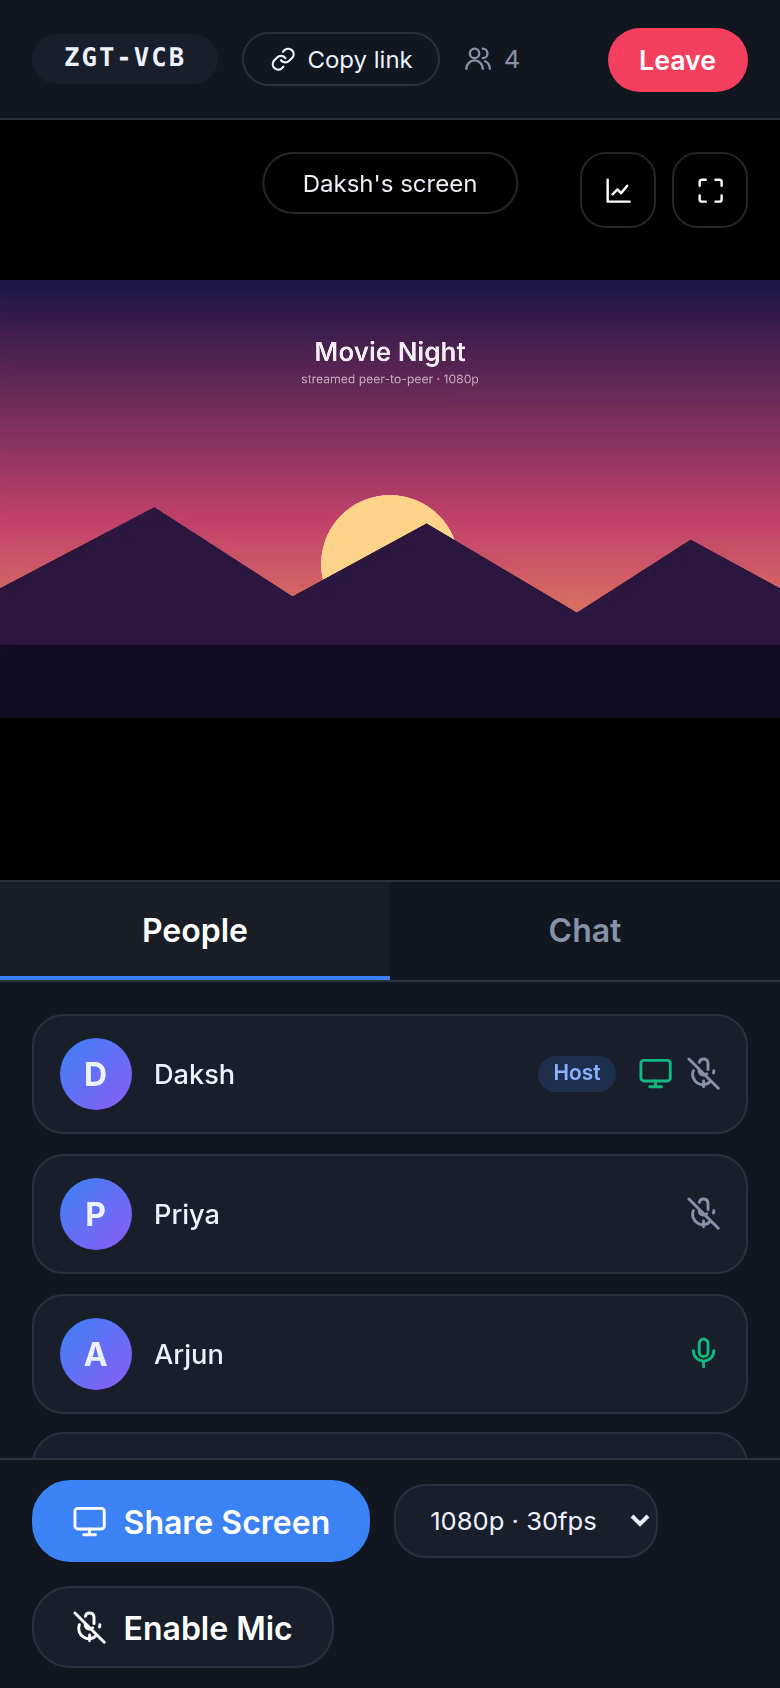 ZGT-VCB
Copy link
4
Leave
Daksh's screen
Movie Night
streamed peer-to-peer · 1080p
People
Chat
D
Daksh
Host
P
Priya
A
Arjun
Share Screen
1080p · 30fps
Enable Mic